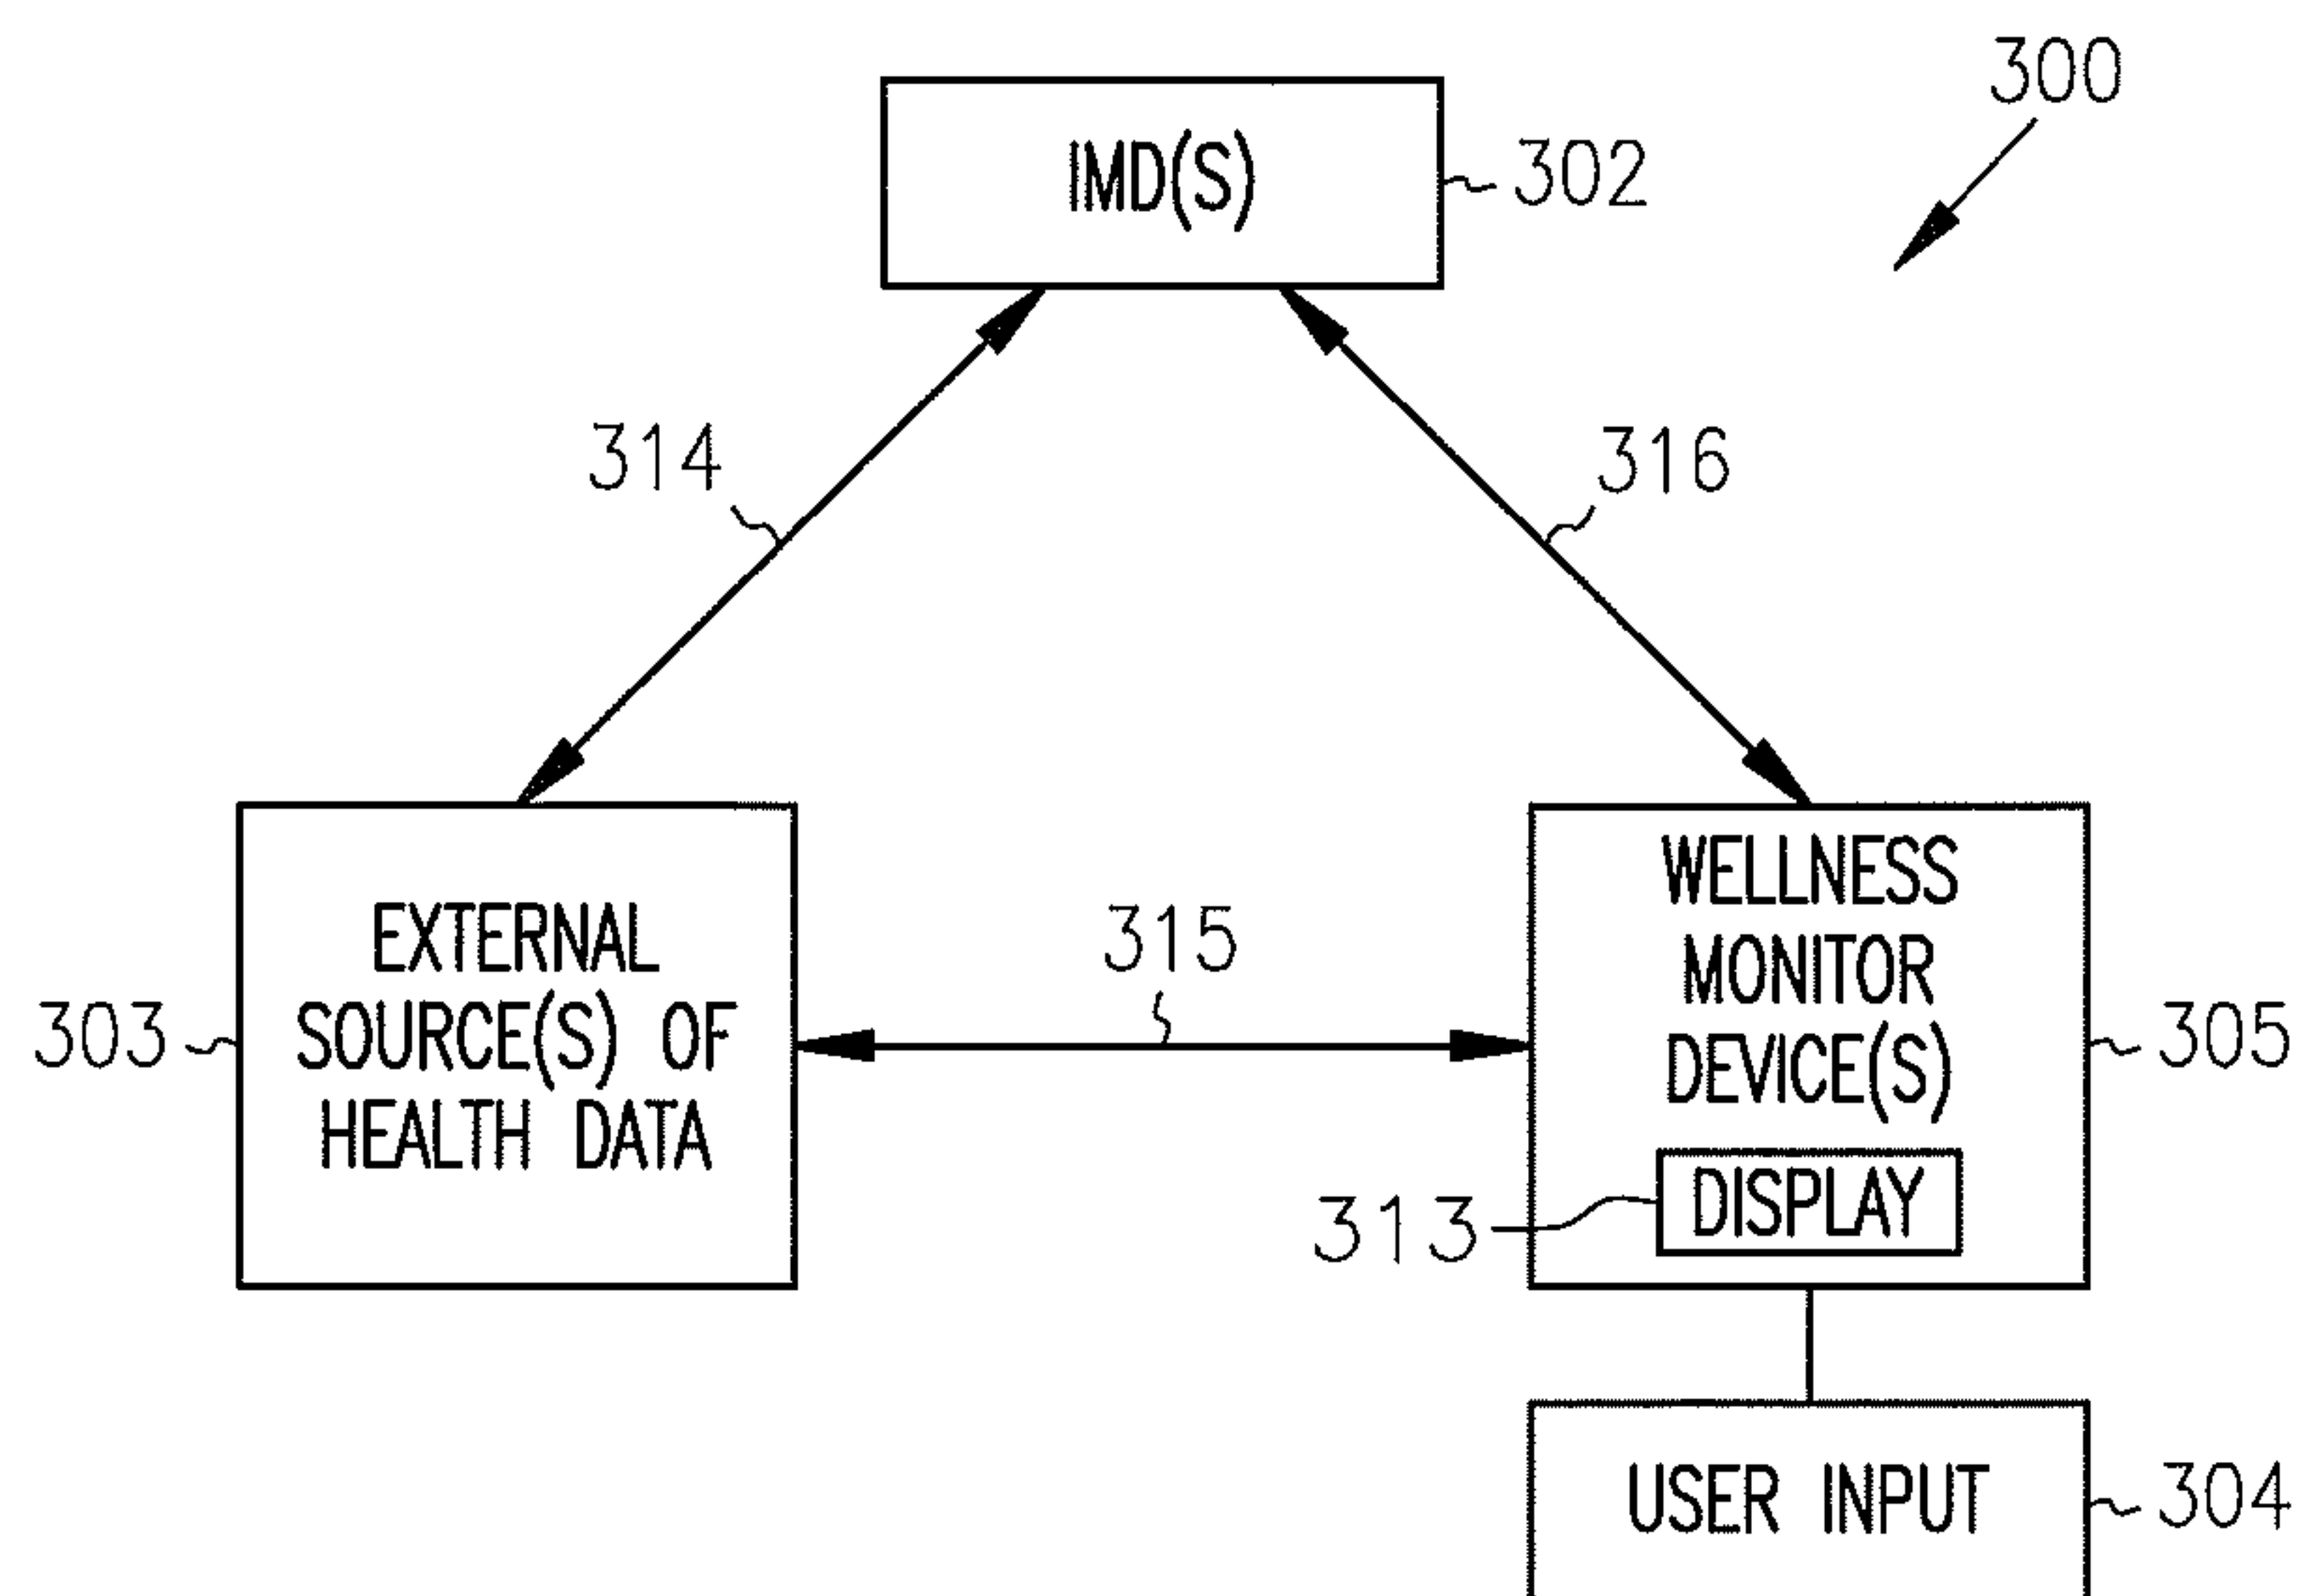 300
IMD(S)
302
314
316
EXTERNAL
SOURCE(S) OF
HEALTH DATA
303
315
WELLNESS
MONITOR
DEVICE(S)
305
DISPLAY
313
USER INPUT
304